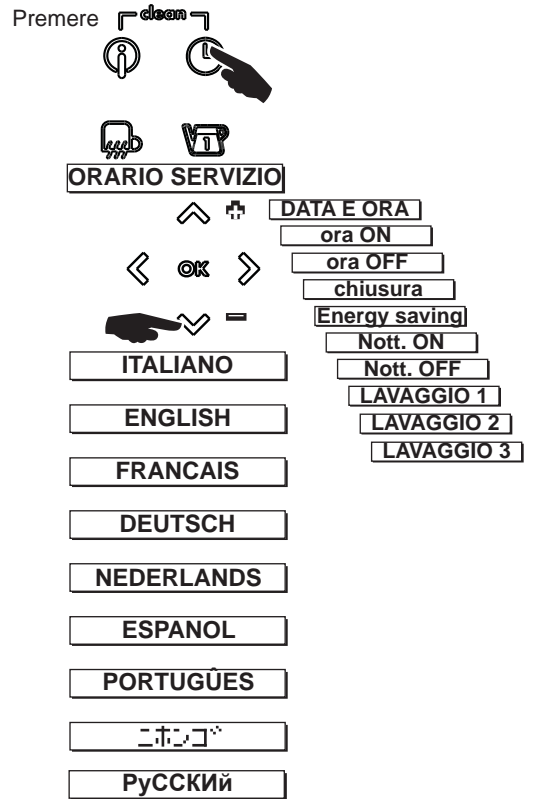 Premere clean
1
ORARIO SERVIZIO
DATA E ORA
ora ON
OK
ora OFF
chiusura
Energy saving
Nott. ON
ITALIANO
Nott. OFF
LAVAGGIO 1
ENGLISH
LAVAGGIO 2
LAVAGGIO 3
FRANCAIS
DEUTSCH
NEDERLANDS
ESPANOL
PORTUGÛES
ニホンゴ
РуССКИй